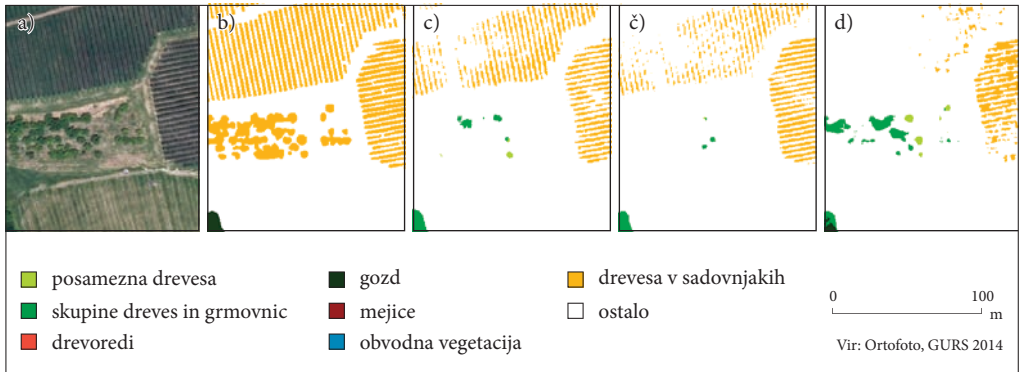 a)
b)
c)
č)
d)
posamezna drevesa
skupine dreves in grmovnic
drevoredi
gozd
mejice
obvodna vegetacija
drevesa v sadovnjakih
ostalo
0 100
m
Vir: Ortofoto, GURS 2014